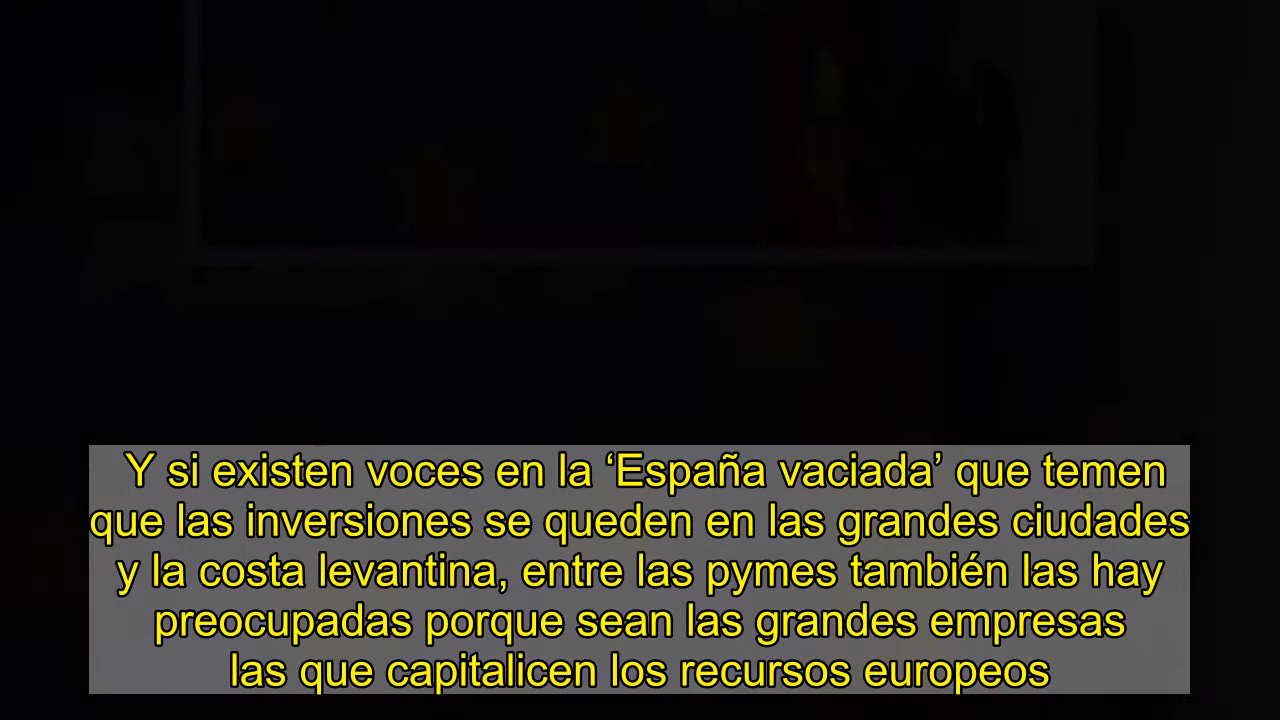 Y si existen voces en la ‘España vaciada’ que temen
que las inversiones se queden en las grandes ciudades
y la costa levantina, entre las pymes también las hay
preocupadas porque sean las grandes empresas
las que capitalicen los recursos europeos